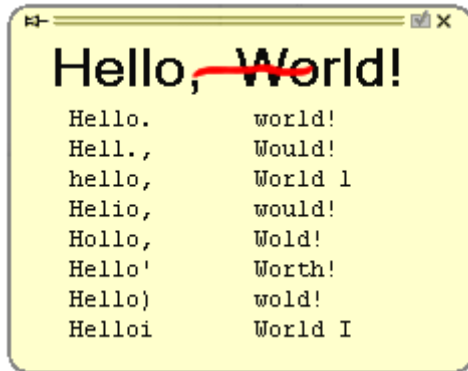 Hello, World!
Hello. world!
Hell., Would!
hello, World l
Helio, would!
Hollo, Wold!
Hello' Worth!
Hello) wold!
Helloi World I